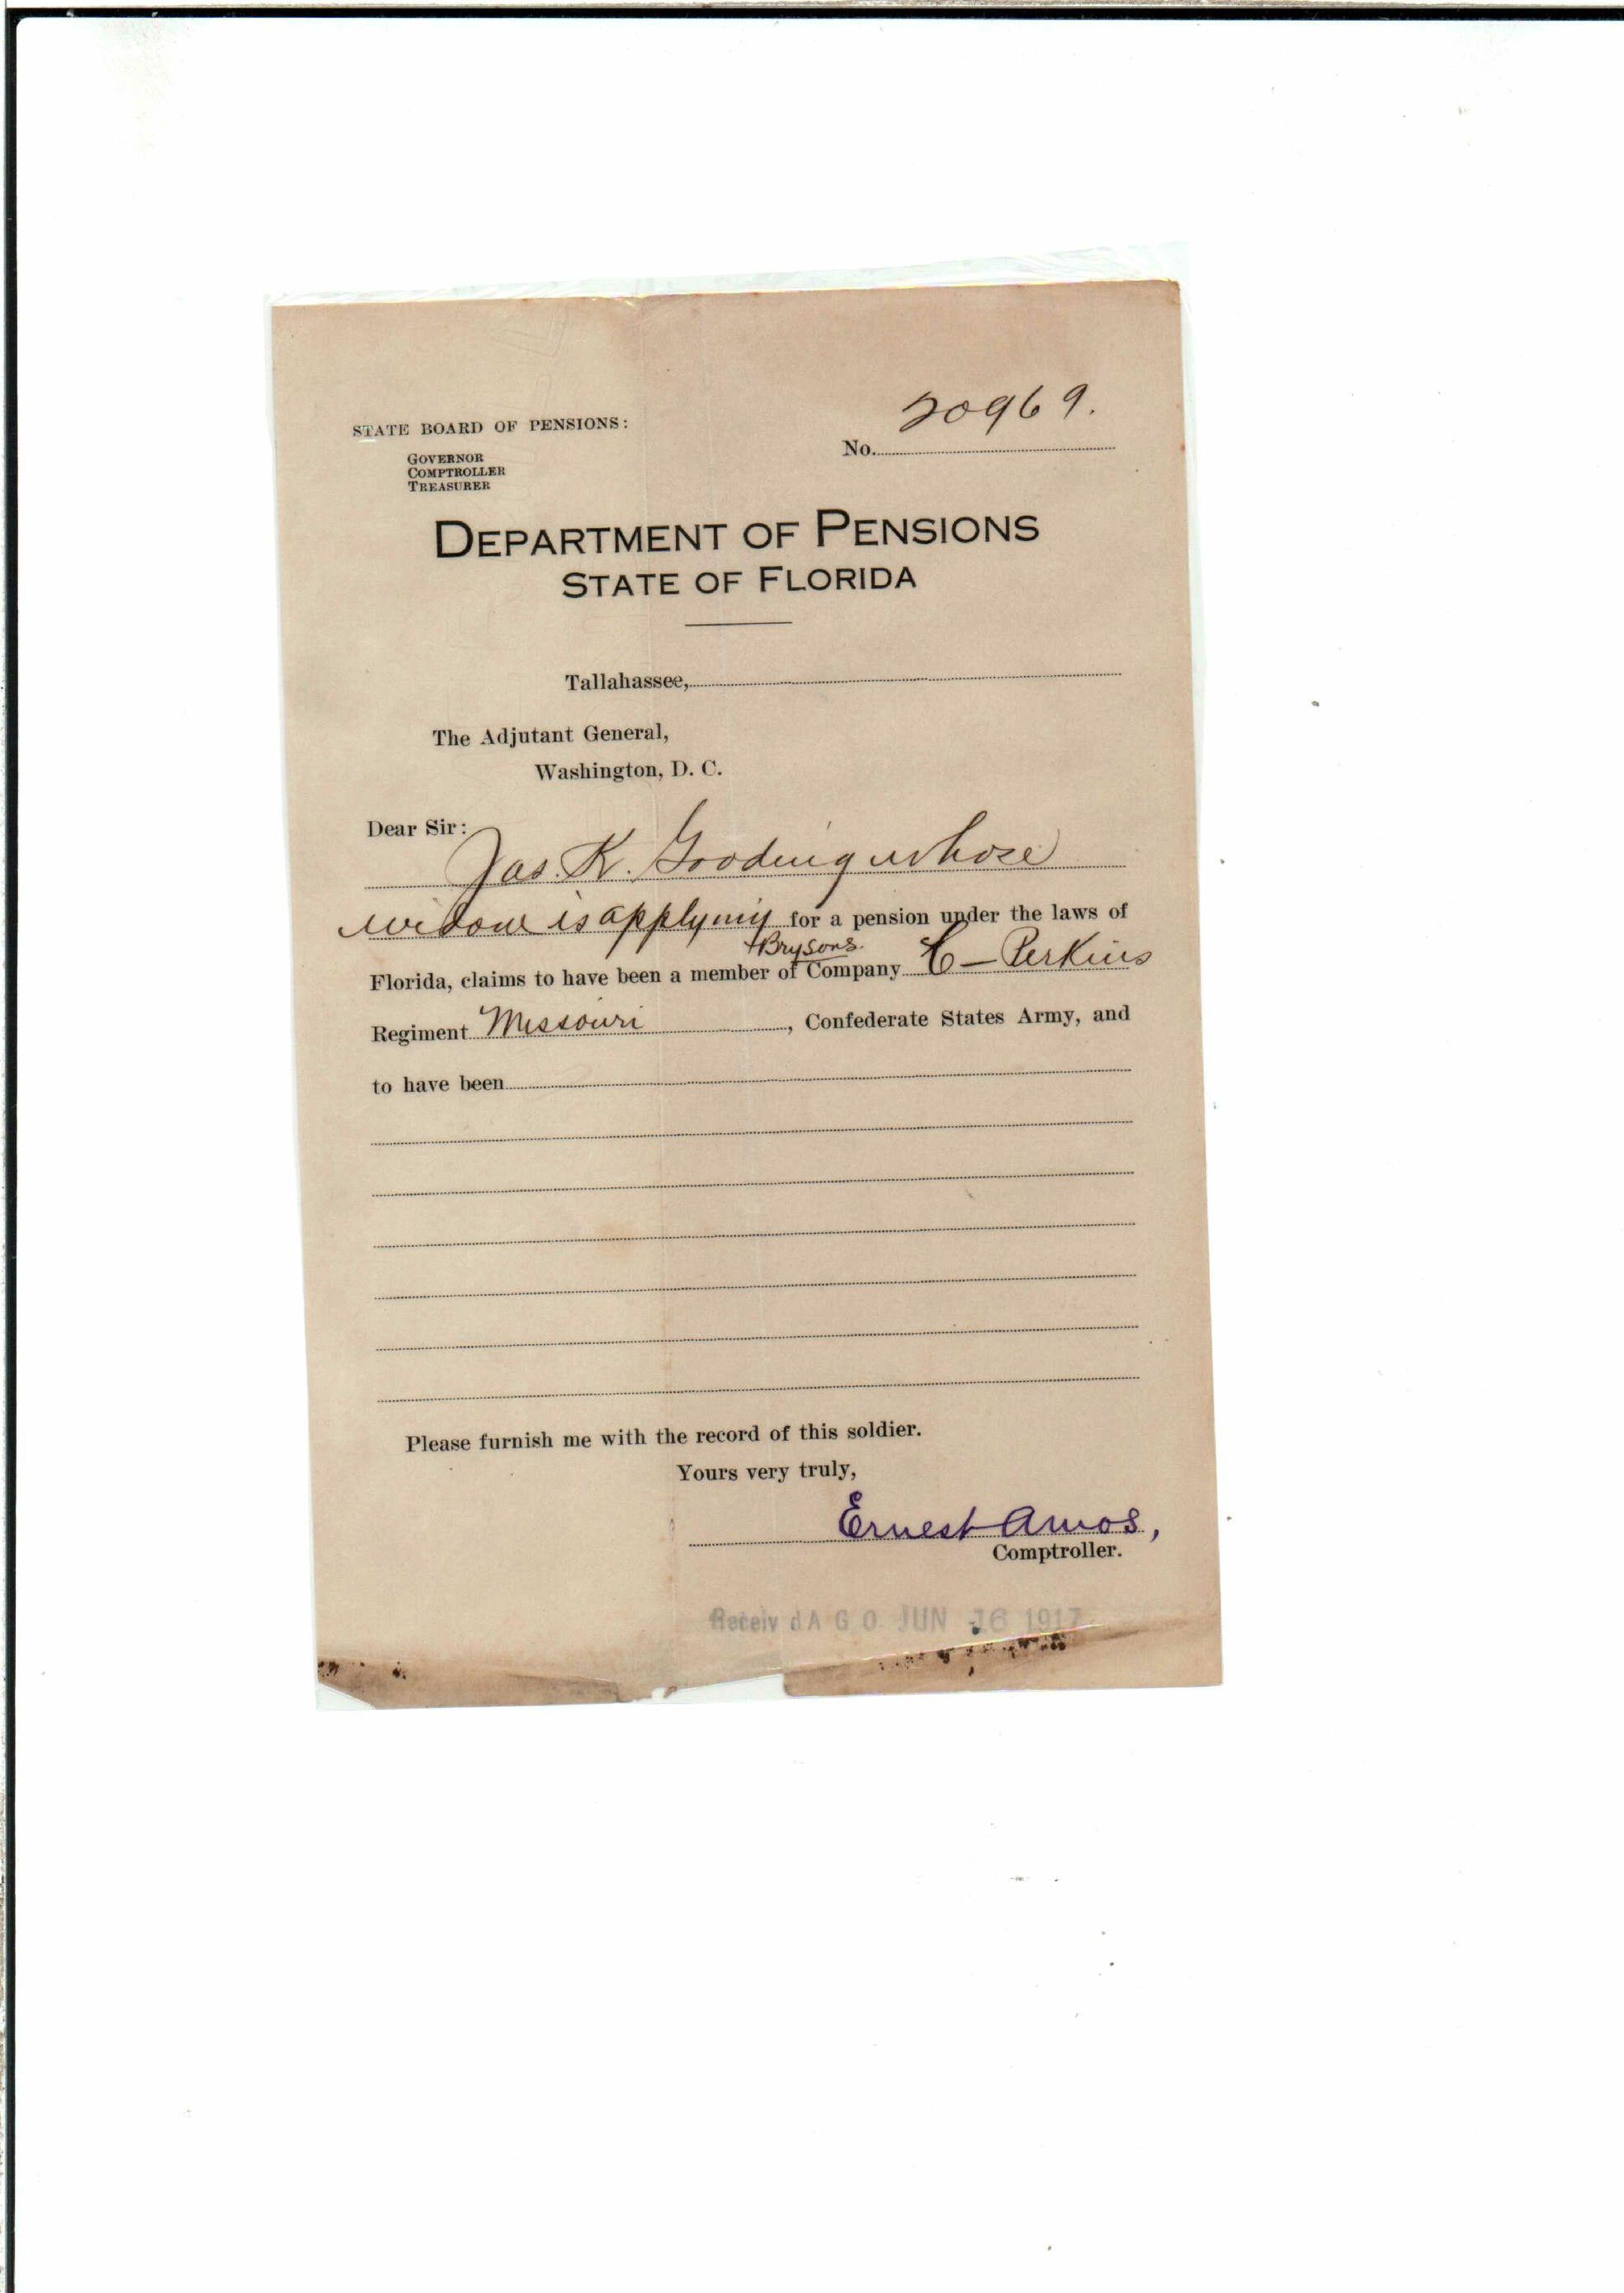 STATE BOARD OF PENSIONS:
GOVERNOR
COMPTROLLER
TREASURER
20969.
No.
DEPARTMENT OF PENSIONS
STATE OF FLORIDA
Tallahassee,
The Adjutant General,
Washington, D. C.
Dear Sir:
Jas. K. Gooding whose
widow is applying for a pension under the laws of
Brysons.
Florida, claims to have been a member of Company C — Perkins
Regiment Missouri, Confederate States Army, and
to have been
Please furnish me with the record of this soldier.
Yours very truly,
Ernest Amos,
Comptroller.
Receiv d A G O JUN 16 1917